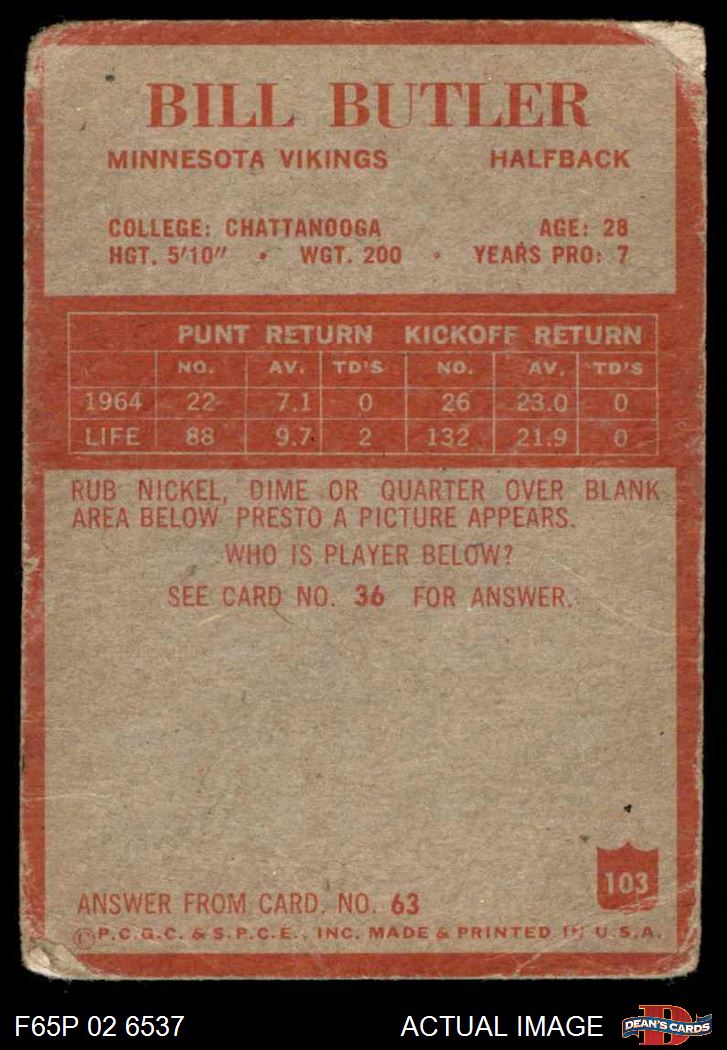 BILL BUTLER
MINNESOTA VIKINGS HALFBACK
COLLEGE: CHATTANOOGA AGE: 28
HGT. 5'10" • WGT. 200 • YEARS PRO: 7
PUNT RETURN KICKOFF RETURN
NO. AV. TD'S NO. AV. TD'S
1964 22 7.1 0 26 23.0 0
LIFE 88 9.7 2 132 21.9 0
RUB NICKEL, DIME OR QUARTER OVER BLANK
AREA BELOW PRESTO A PICTURE APPEARS.
WHO IS PLAYER BELOW?
SEE CARD NO. 36 FOR ANSWER.
103
ANSWER FROM CARD. NO. 63
© P.C.G.C. & S.P.C.E., INC. MADE & PRINTED IN U.S.A.
F65P 02 6537 ACTUAL IMAGE D DEAN'S CARDS